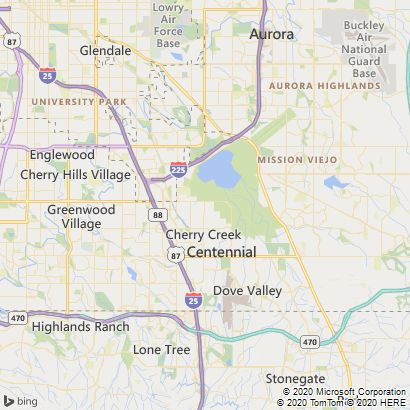 Lowry Air
Force
Base
Buckley Air
National
Guard Base
Aurora
87
Glendale
25
AURORA HIGHLANDS
UNIVERSITY PARK
Englewood
MISSION VIEJO
225
Cherry Hills Village
Greenwood
Village
88
Cherry Creek
87
Centennial
Dove Valley
25
470
Highlands Ranch
470
Lone Tree
Stonegate
© 2020 Microsoft Corporation
© 2020 TomTom © 2020 HERE
bing